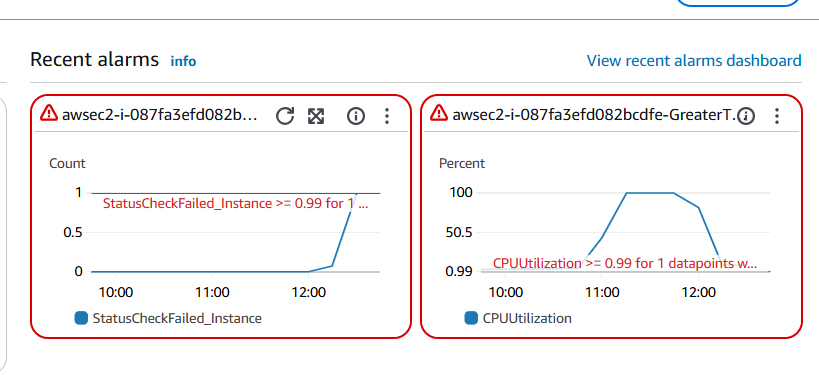 Recent alarms info
View recent alarms dashboard
awsec2-i-087fa3efd082b...
Count
1
StatusCheckFailed_Instance >= 0.99 for 1 ...
0.5
0
10:00 11:00 12:00
StatusCheckFailed_Instance
awsec2-i-087fa3efd082bcdfe-GreaterT.
Percent
100
50.5
CPUUtilization >= 0.99 for 1 datapoints w...
0.99
10:00 11:00 12:00
CPUUtilization